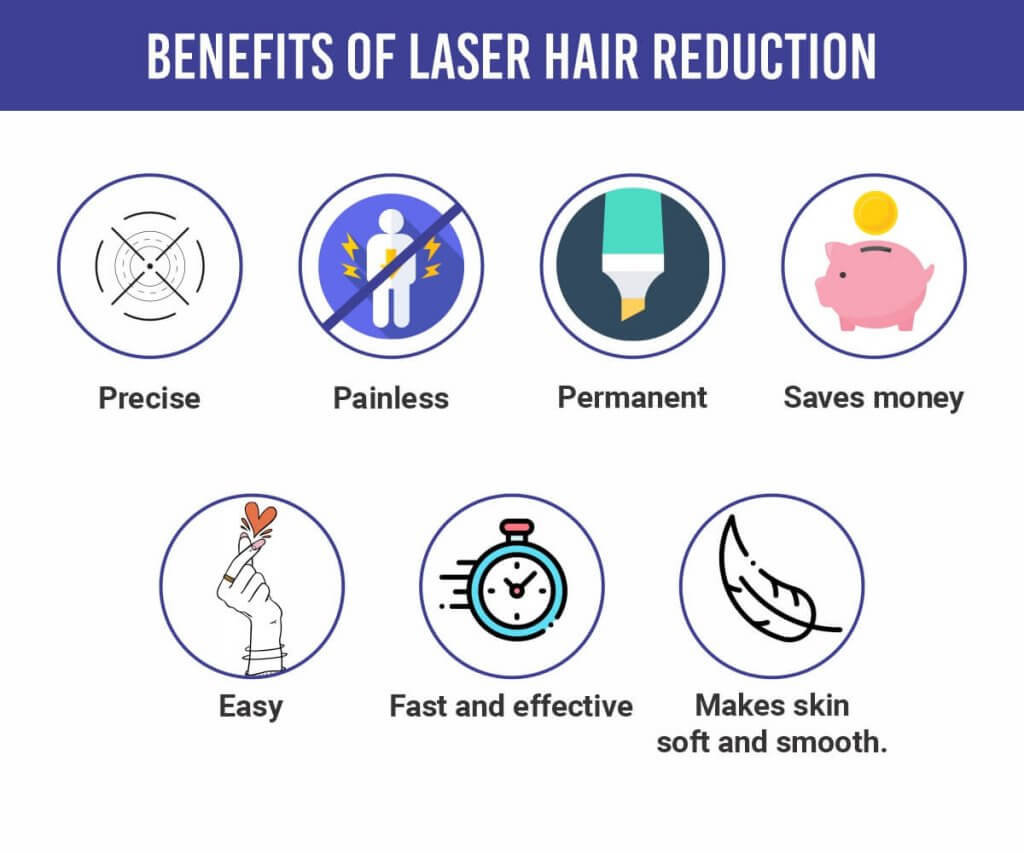 BENEFITS OF LASER HAIR REDUCTION
Precise
Painless
Permanent
Saves money
Easy
Fast and effective
Makes skin
soft and smooth.